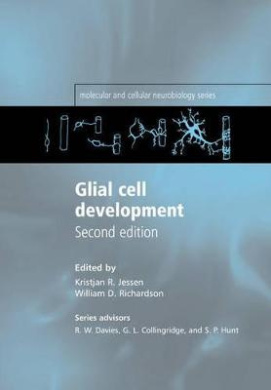 molecular and cellular neurobiology series
Glial cell
development
Second edition
Edited by
Kristjan R. Jessen
William D. Richardson
Series advisors
R. W. Davies, G. L. Collingridge, and S. P. Hunt